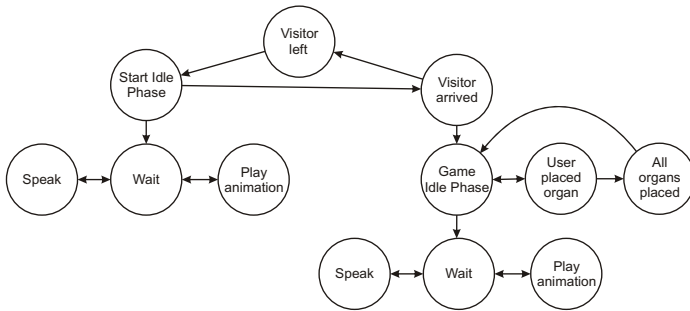 Visitor
left
Start Idle
Phase
Visitor
arrived
Speak
Wait
Play
animation
Game
Idle Phase
User
placed
organ
All
organs
placed
Speak
Wait
Play
animation